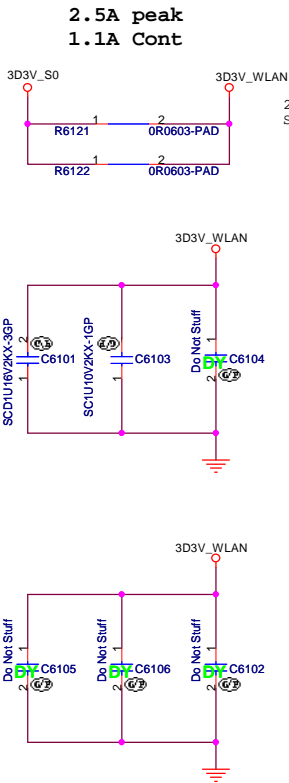 2.5A peak
1.1A Cont
3D3V_S0
3D3V_WLAN
2
S
1
2
R6121
0R0603-PAD
1
2
R6122
0R0603-PAD
3D3V_WLAN
SCD1U16V2KX-3GP
2
1
C6101
SC1U10V2KX-1GP
2
1
C6103
Do Not Stuff
1
2
DY
C6104
3D3V_WLAN
Do Not Stuff
1
2
DY
C6105
Do Not Stuff
1
2
DY
C6106
Do Not Stuff
1
2
DY
C6102